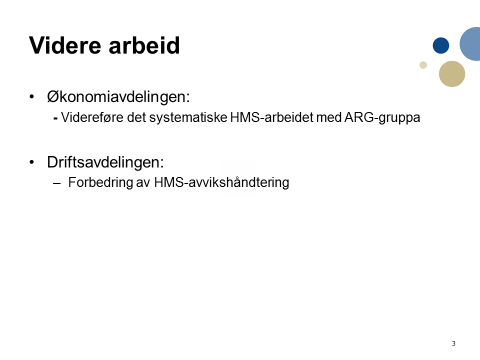 Videre arbeid
• Økonomiavdelingen:
- Videreføre det systematiske HMS-arbeidet med ARG-gruppa
• Driftsavdelingen:
– Forbedring av HMS-avvikshåndtering
3